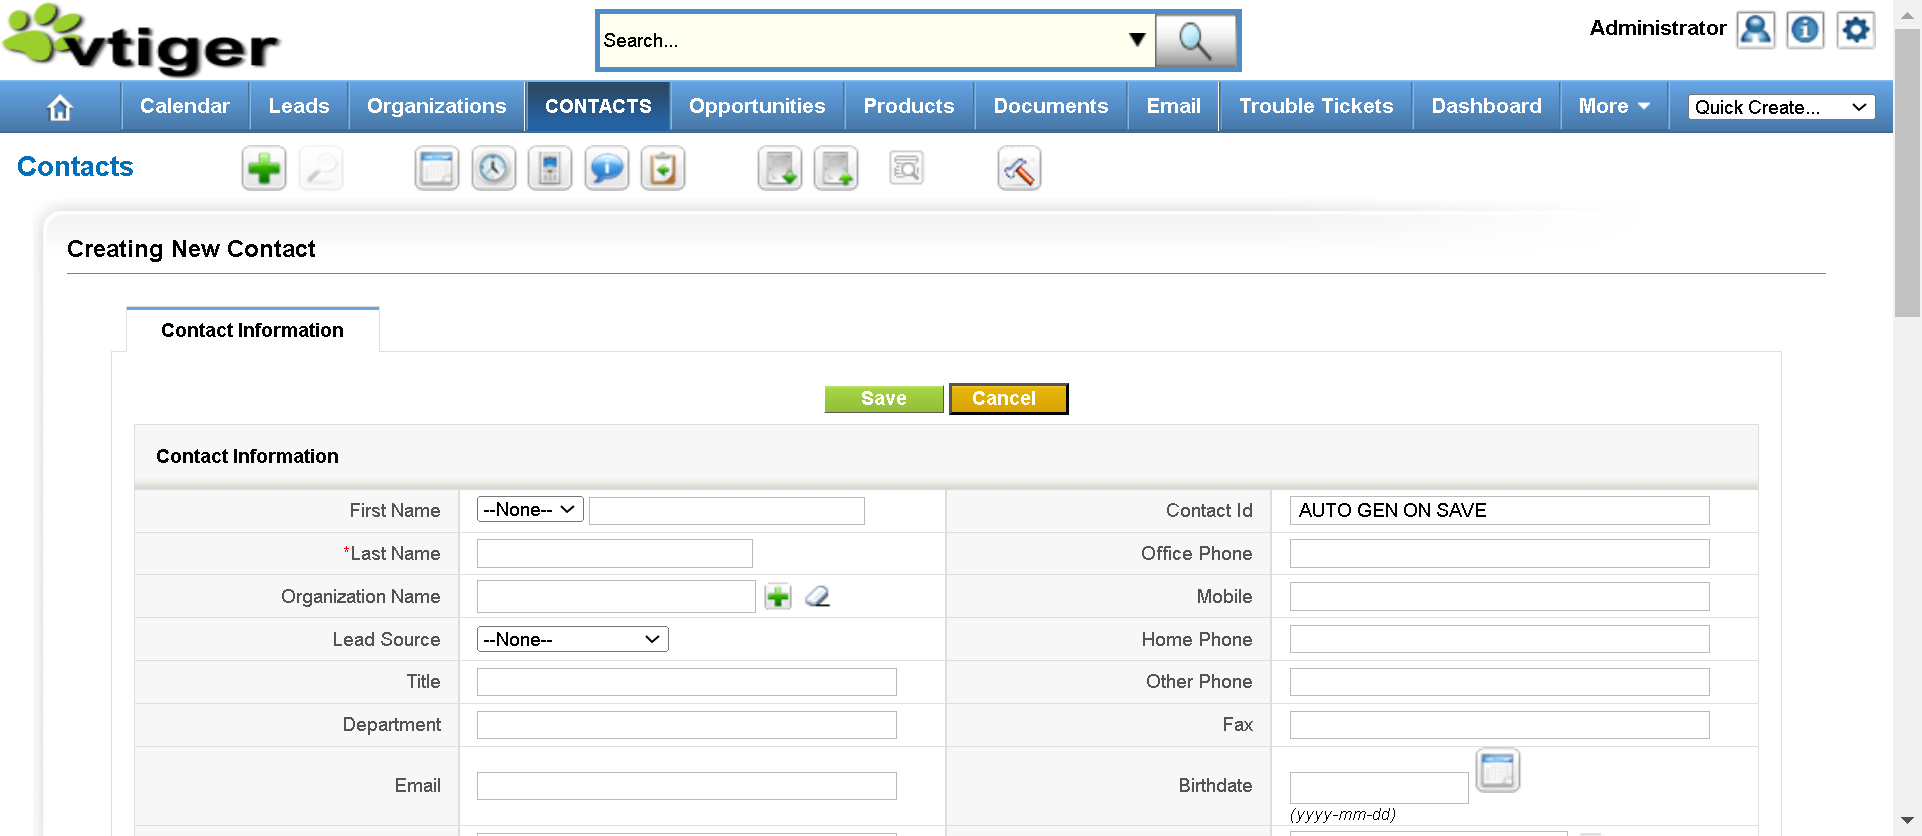 vtiger
Search...
Administrator
Calendar Leads Organizations CONTACTS Opportunities Products Documents Email Trouble Tickets Dashboard More Quick Create...
Contacts
Creating New Contact
Contact Information
Save Cancel
Contact Information
First Name --None-- Contact Id AUTO GEN ON SAVE
*Last Name Office Phone
Organization Name Mobile
Lead Source --None-- Home Phone
Title Other Phone
Department Fax
Email Birthdate
(yyyy-mm-dd)